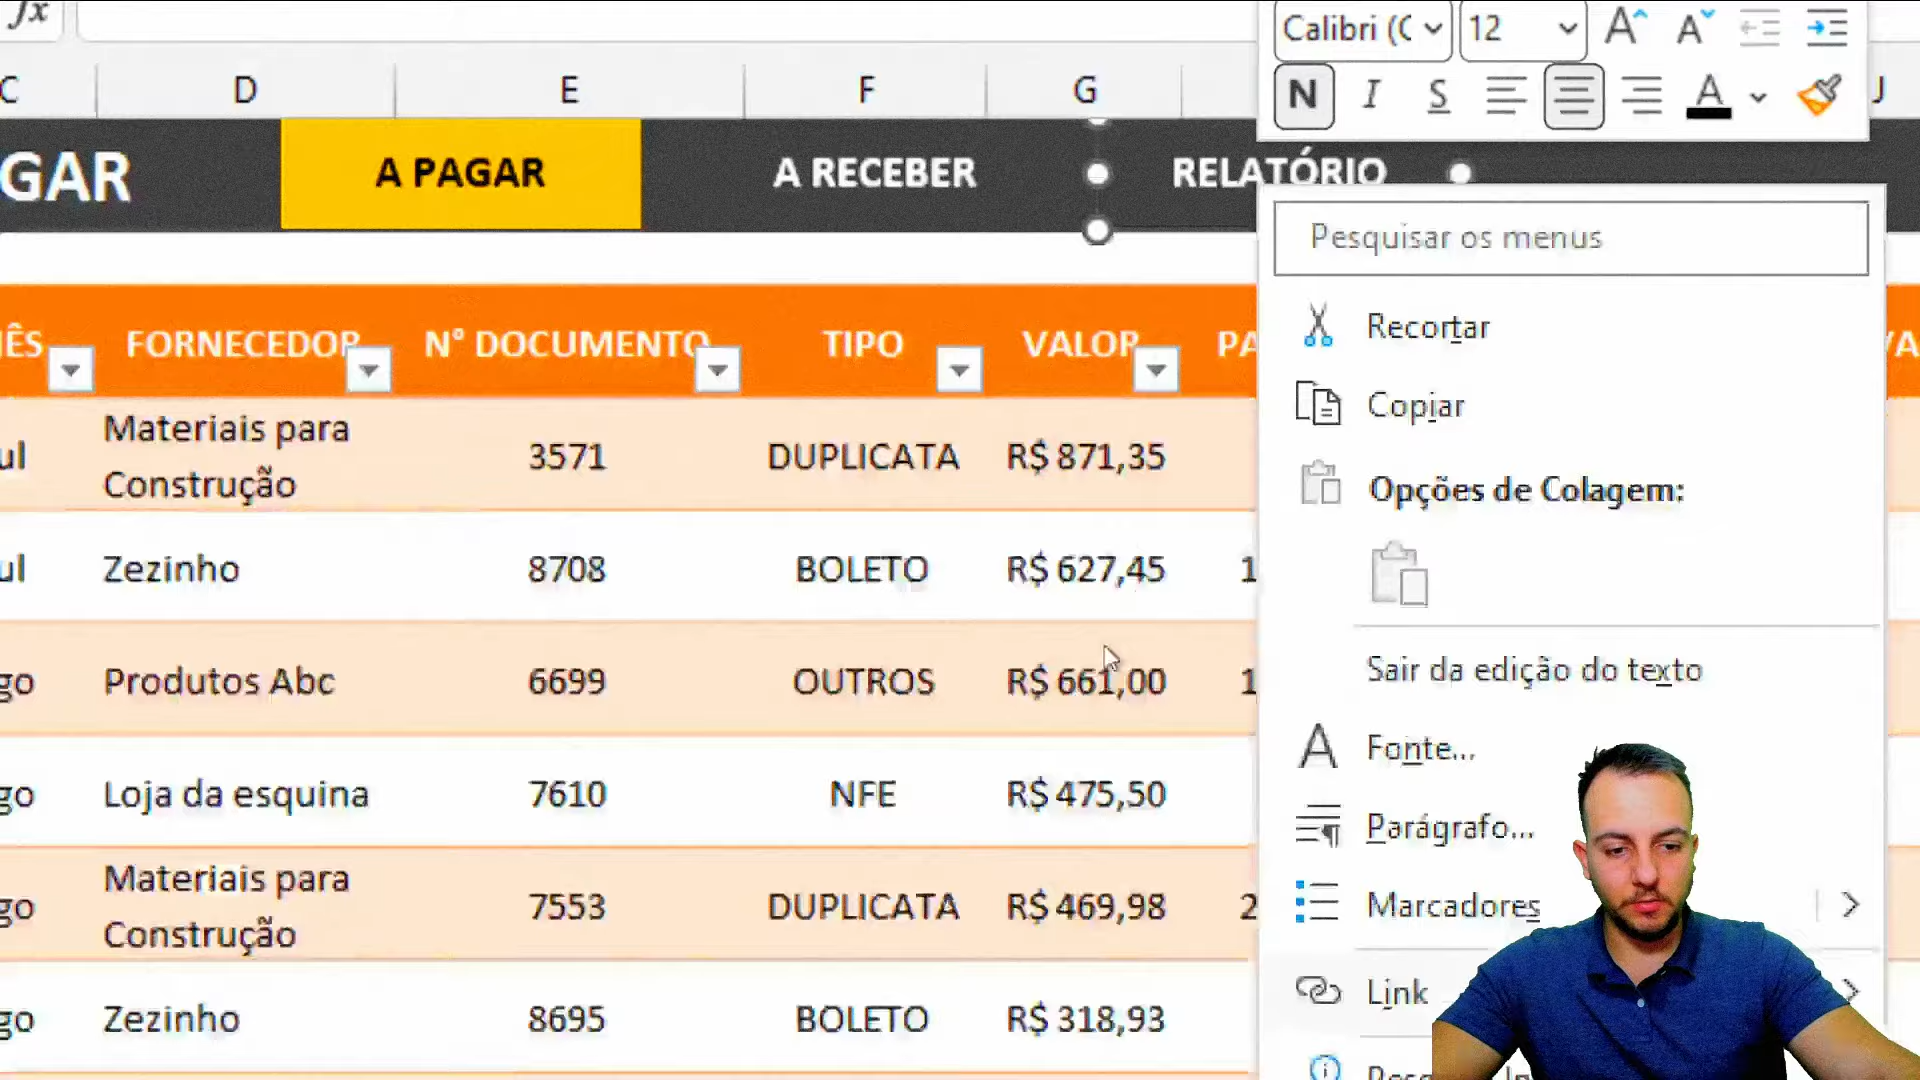 fx
Calibri (C 12
N I S A
C D E F G J
GAR A PAGAR A RECEBER RELATÓRIO
Pesquisar os menus
ÊS FORNECEDOR Nº DOCUMENTO TIPO VALOR PA VA
Recortar
Copiar
Opções de Colagem:
Sair da edição do texto
Fonte...
Parágrafo...
Marcadores
Link
ul Materiais para Construção 3571 DUPLICATA R$ 871,35
ul Zezinho 8708 BOLETO R$ 627,45 1
go Produtos Abc 6699 OUTROS R$ 661,00 1
go Loja da esquina 7610 NFE R$ 475,50
go Materiais para Construção 7553 DUPLICATA R$ 469,98 2
go Zezinho 8695 BOLETO R$ 318,93